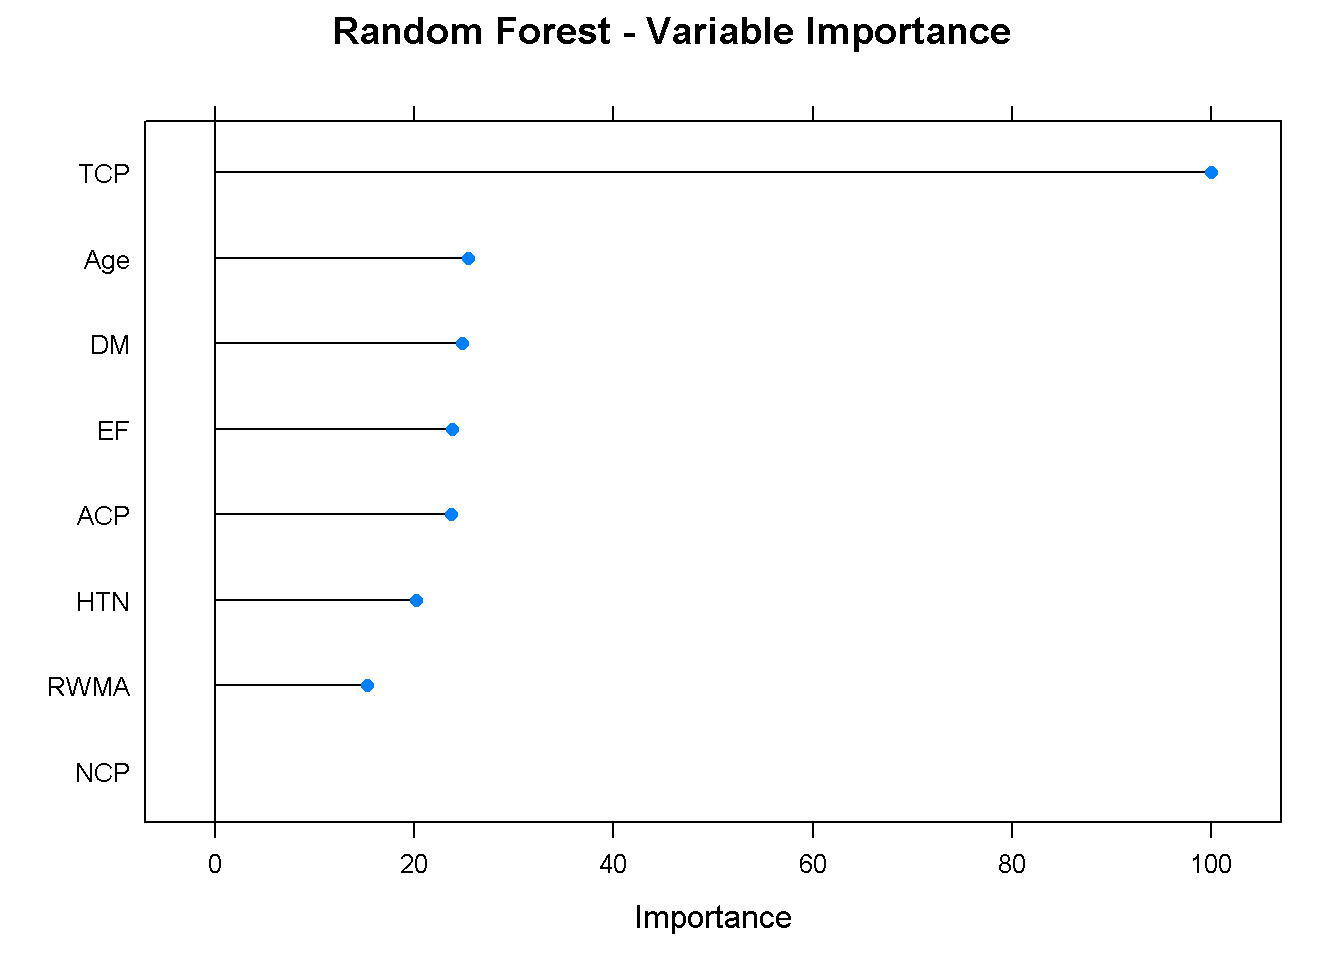 Random Forest - Variable Importance
TCP
Age
DM
EF
ACP
HTN
RWMA
NCP
0 20 40 60 80 100
Importance